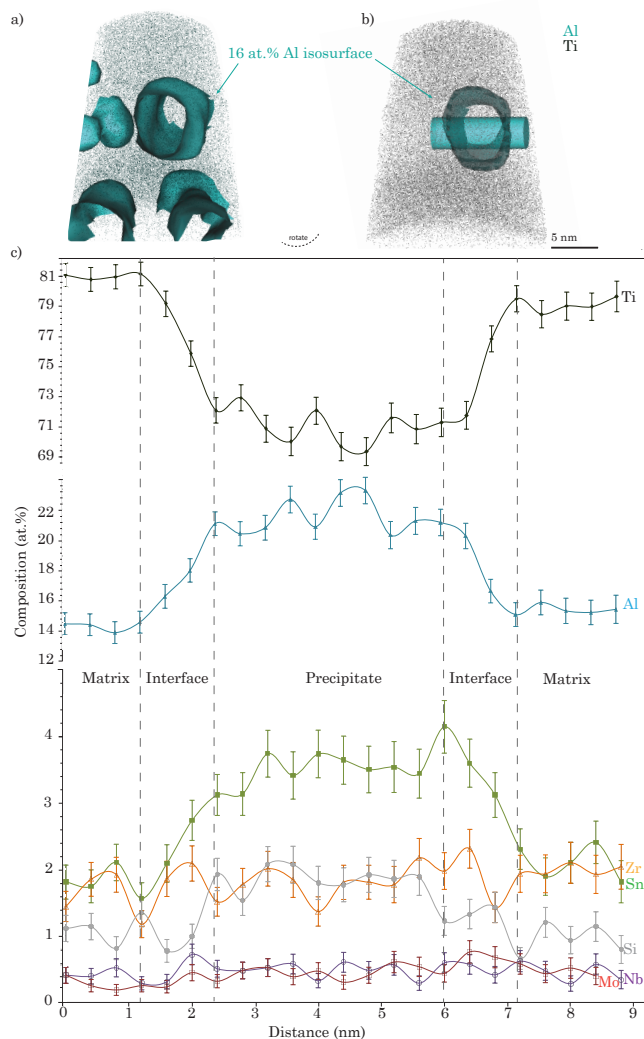 a)
b)
Al
Ti
16 at.% Al isosurface
rotate
5 nm
c)
81
79
77
75
73
71
69
Ti
22
20
18
16
14
12
Al
Composition (at.%)
Matrix Interface Precipitate Interface Matrix
4
3
2
1
0
Zr
Sn
Si
Mo
Nb
0 1 2 3 4 5 6 7 8 9
Distance (nm)